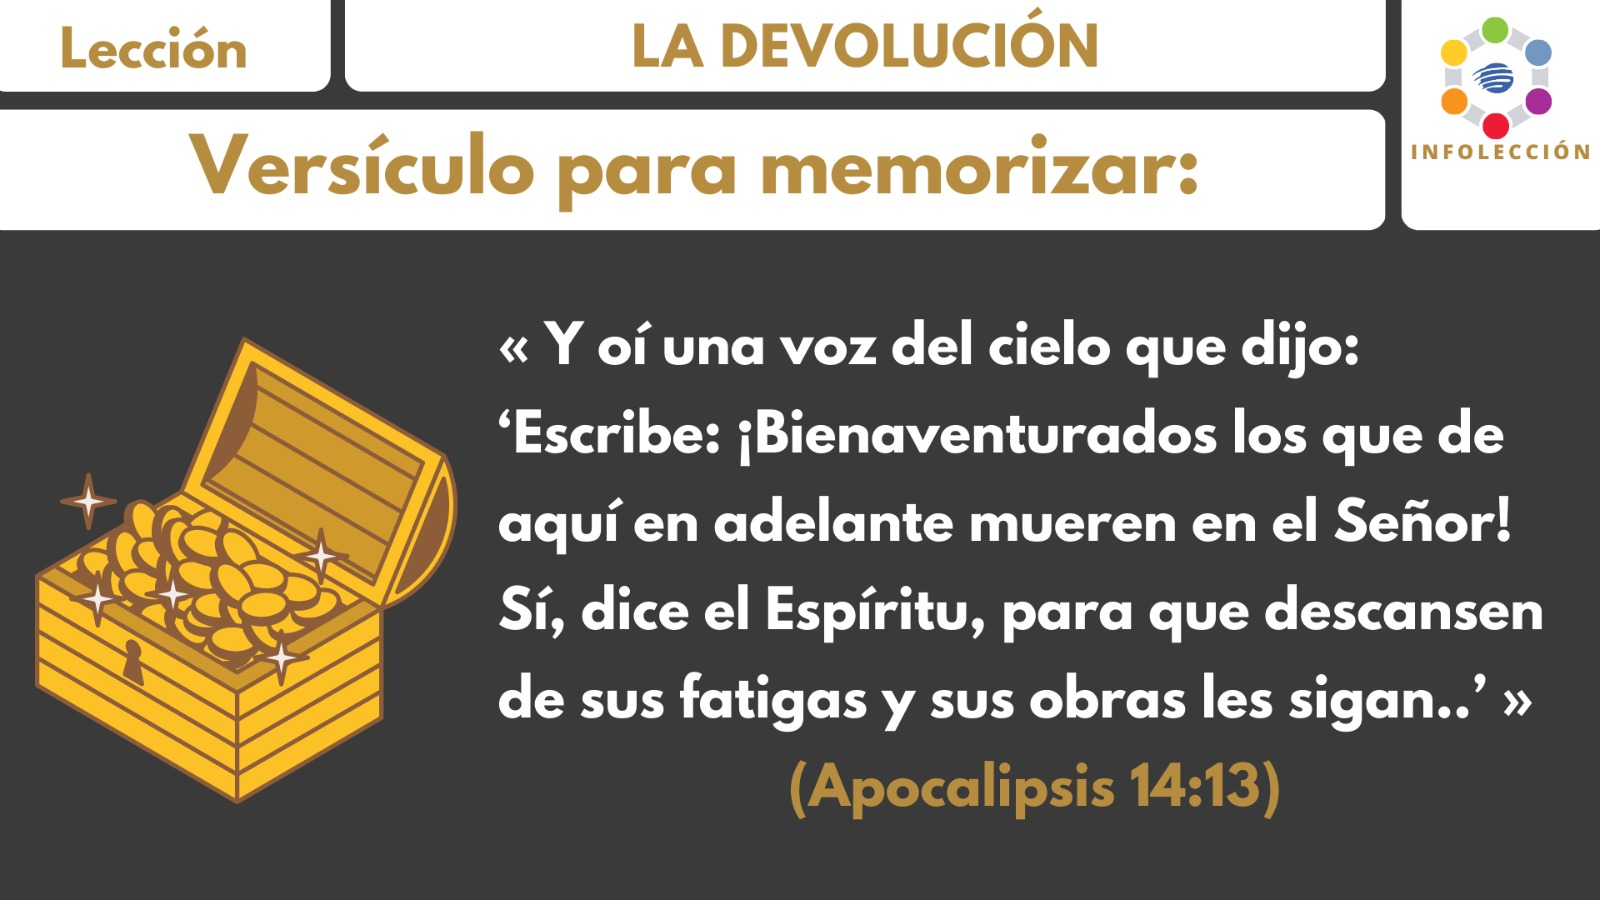 Lección
LA DEVOLUCIÓN
INFOLECCIÓN
Versículo para memorizar:
« Y oí una voz del cielo que dijo:
‘Escribe: ¡Bienaventurados los que de
aquí en adelante mueren en el Señor!
Sí, dice el Espíritu, para que descansen
de sus fatigas y sus obras les sigan..’ »
(Apocalipsis 14:13)